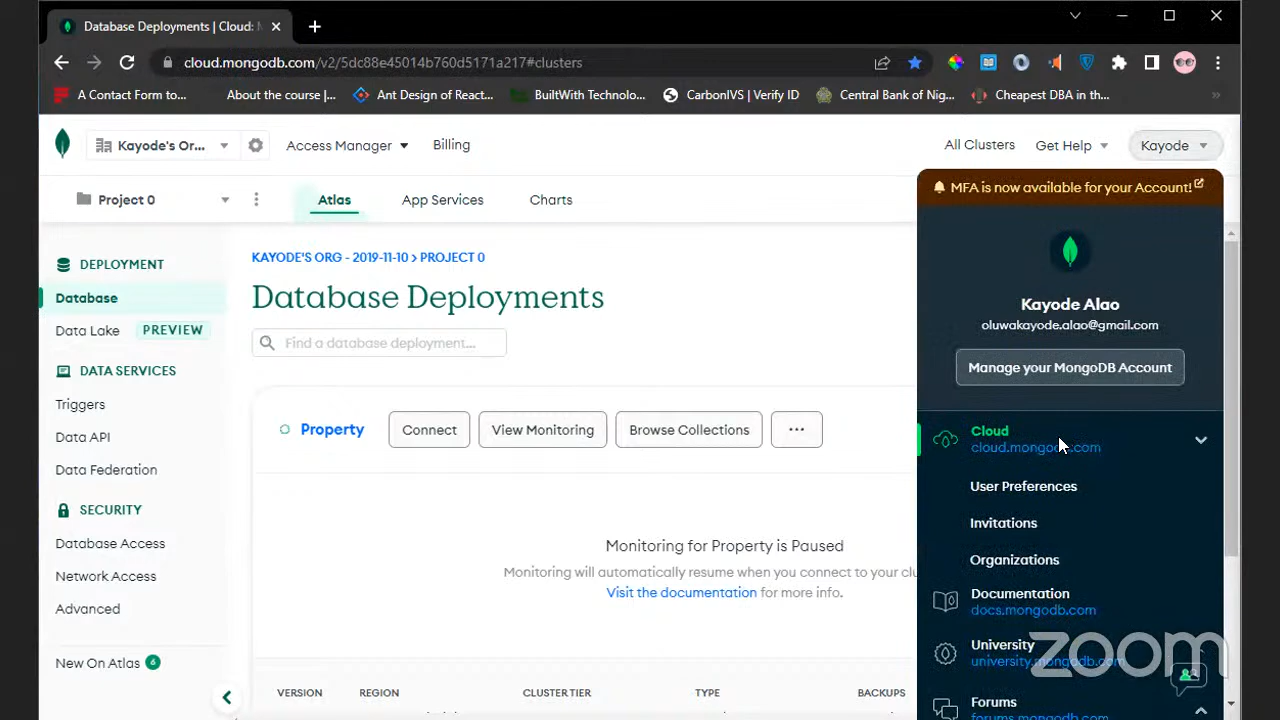 Database Deployments | Cloud: M
cloud.mongodb.com/v2/5dc88e45014b760d5171a217#clusters
A Contact Form to...
About the course |...
Ant Design of React...
BuiltWith Technolo...
CarbonIVS | Verify ID
Central Bank of Nig...
Cheapest DBA in th...
»
Kayode's Or...
Access Manager
Billing
All Clusters
Get Help
Kayode
Project 0
Atlas
App Services
Charts
MFA is now available for your Account!
DEPLOYMENT
Database
Data Lake
PREVIEW
DATA SERVICES
Triggers
Data API
Data Federation
SECURITY
Database Access
Network Access
Advanced
New On Atlas 6
KAYODE'S ORG - 2019-11-10 > PROJECT 0
Database Deployments
Find a database deployment...
Property
Connect
View Monitoring
Browse Collections
...
Monitoring for Property is Paused
Monitoring will automatically resume when you connect to your clu
Visit the documentation for more info.
VERSION
REGION
CLUSTER TIER
TYPE
BACKUPS
Kayode Alao
oluwakayode.alao@gmail.com
Manage your MongoDB Account
Cloud
cloud.mongodb.com
User Preferences
Invitations
Organizations
Documentation
docs.mongodb.com
University
university.mongodb.com
Forums
forums.mongodb.com
zoom